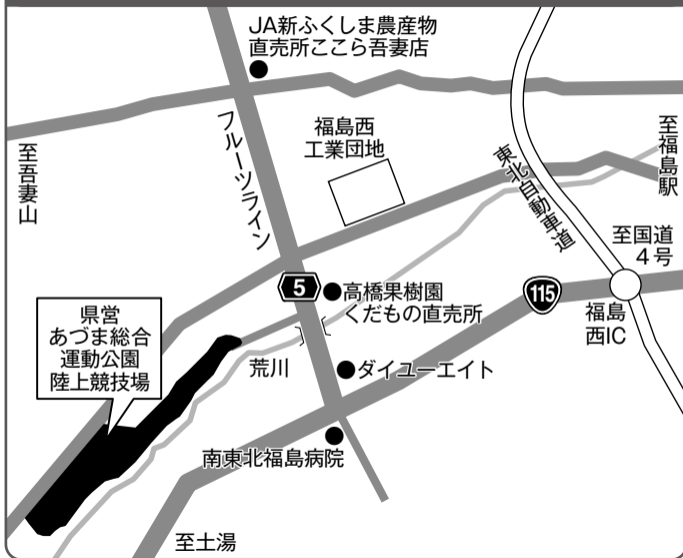 JA新ふくしま農産物
直売所ここら吾妻店
フルーツライン
福島西
工業団地
至吾妻山
東北自動車道
至福島駅
至国道
4号
5
高橋果樹園
くだもの直売所
115
福島
西IC
県営
あづま総合
運動公園
陸上競技場
荒川
ダイユーエイト
南東北福島病院
至土湯